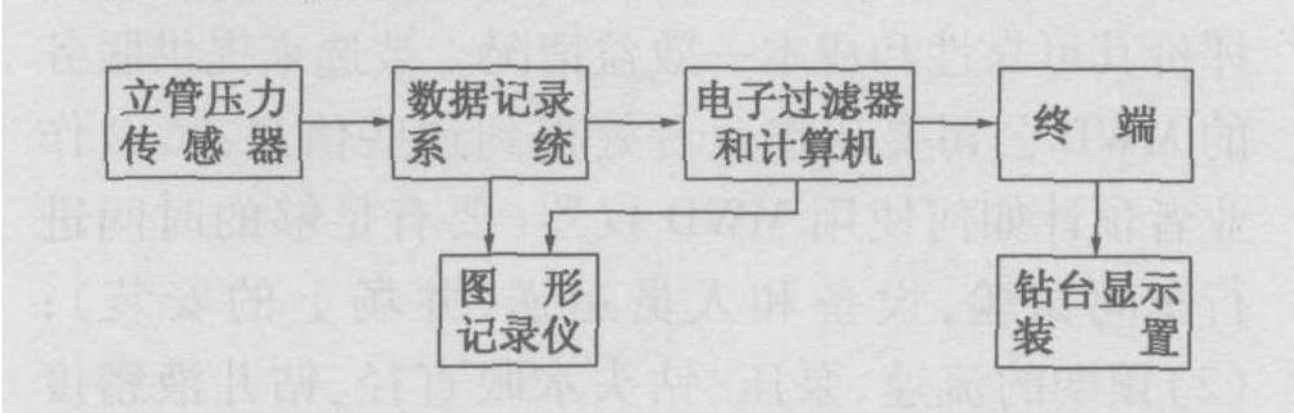 立管压力
传感器
数据记录
系统
电子过滤器
和计算机
终端
图形
记录仪
钻台显示
装置